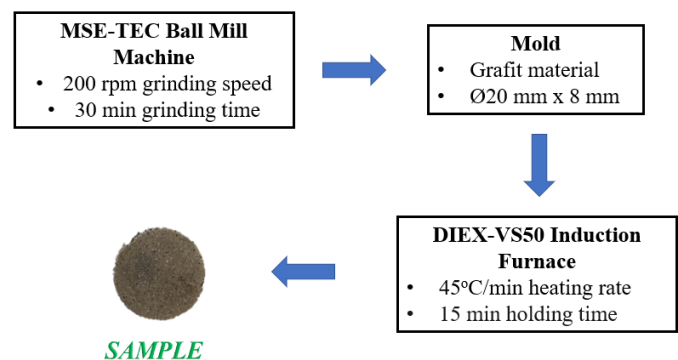 MSE-TEC Ball Mill
Machine
• 200 rpm grinding speed
• 30 min grinding time
Mold
• Grafit material
• Ø20 mm x 8 mm
DIEX-VS50 Induction
Furnace
• 45°C/min heating rate
• 15 min holding time
SAMPLE